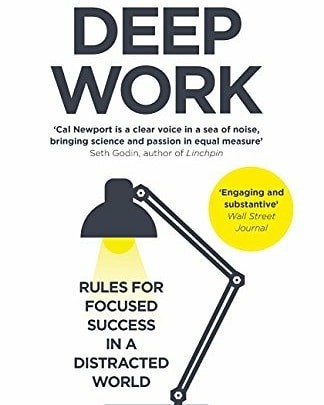 DEEP
WORK
‘Cal Newport is a clear voice in a sea of noise,
bringing science and passion in equal measure’
Seth Godin, author of Linchpin
‘Engaging and
substantive’
Wall Street
Journal
RULES FOR
FOCUSED
SUCCESS
IN A
DISTRACTED
WORLD